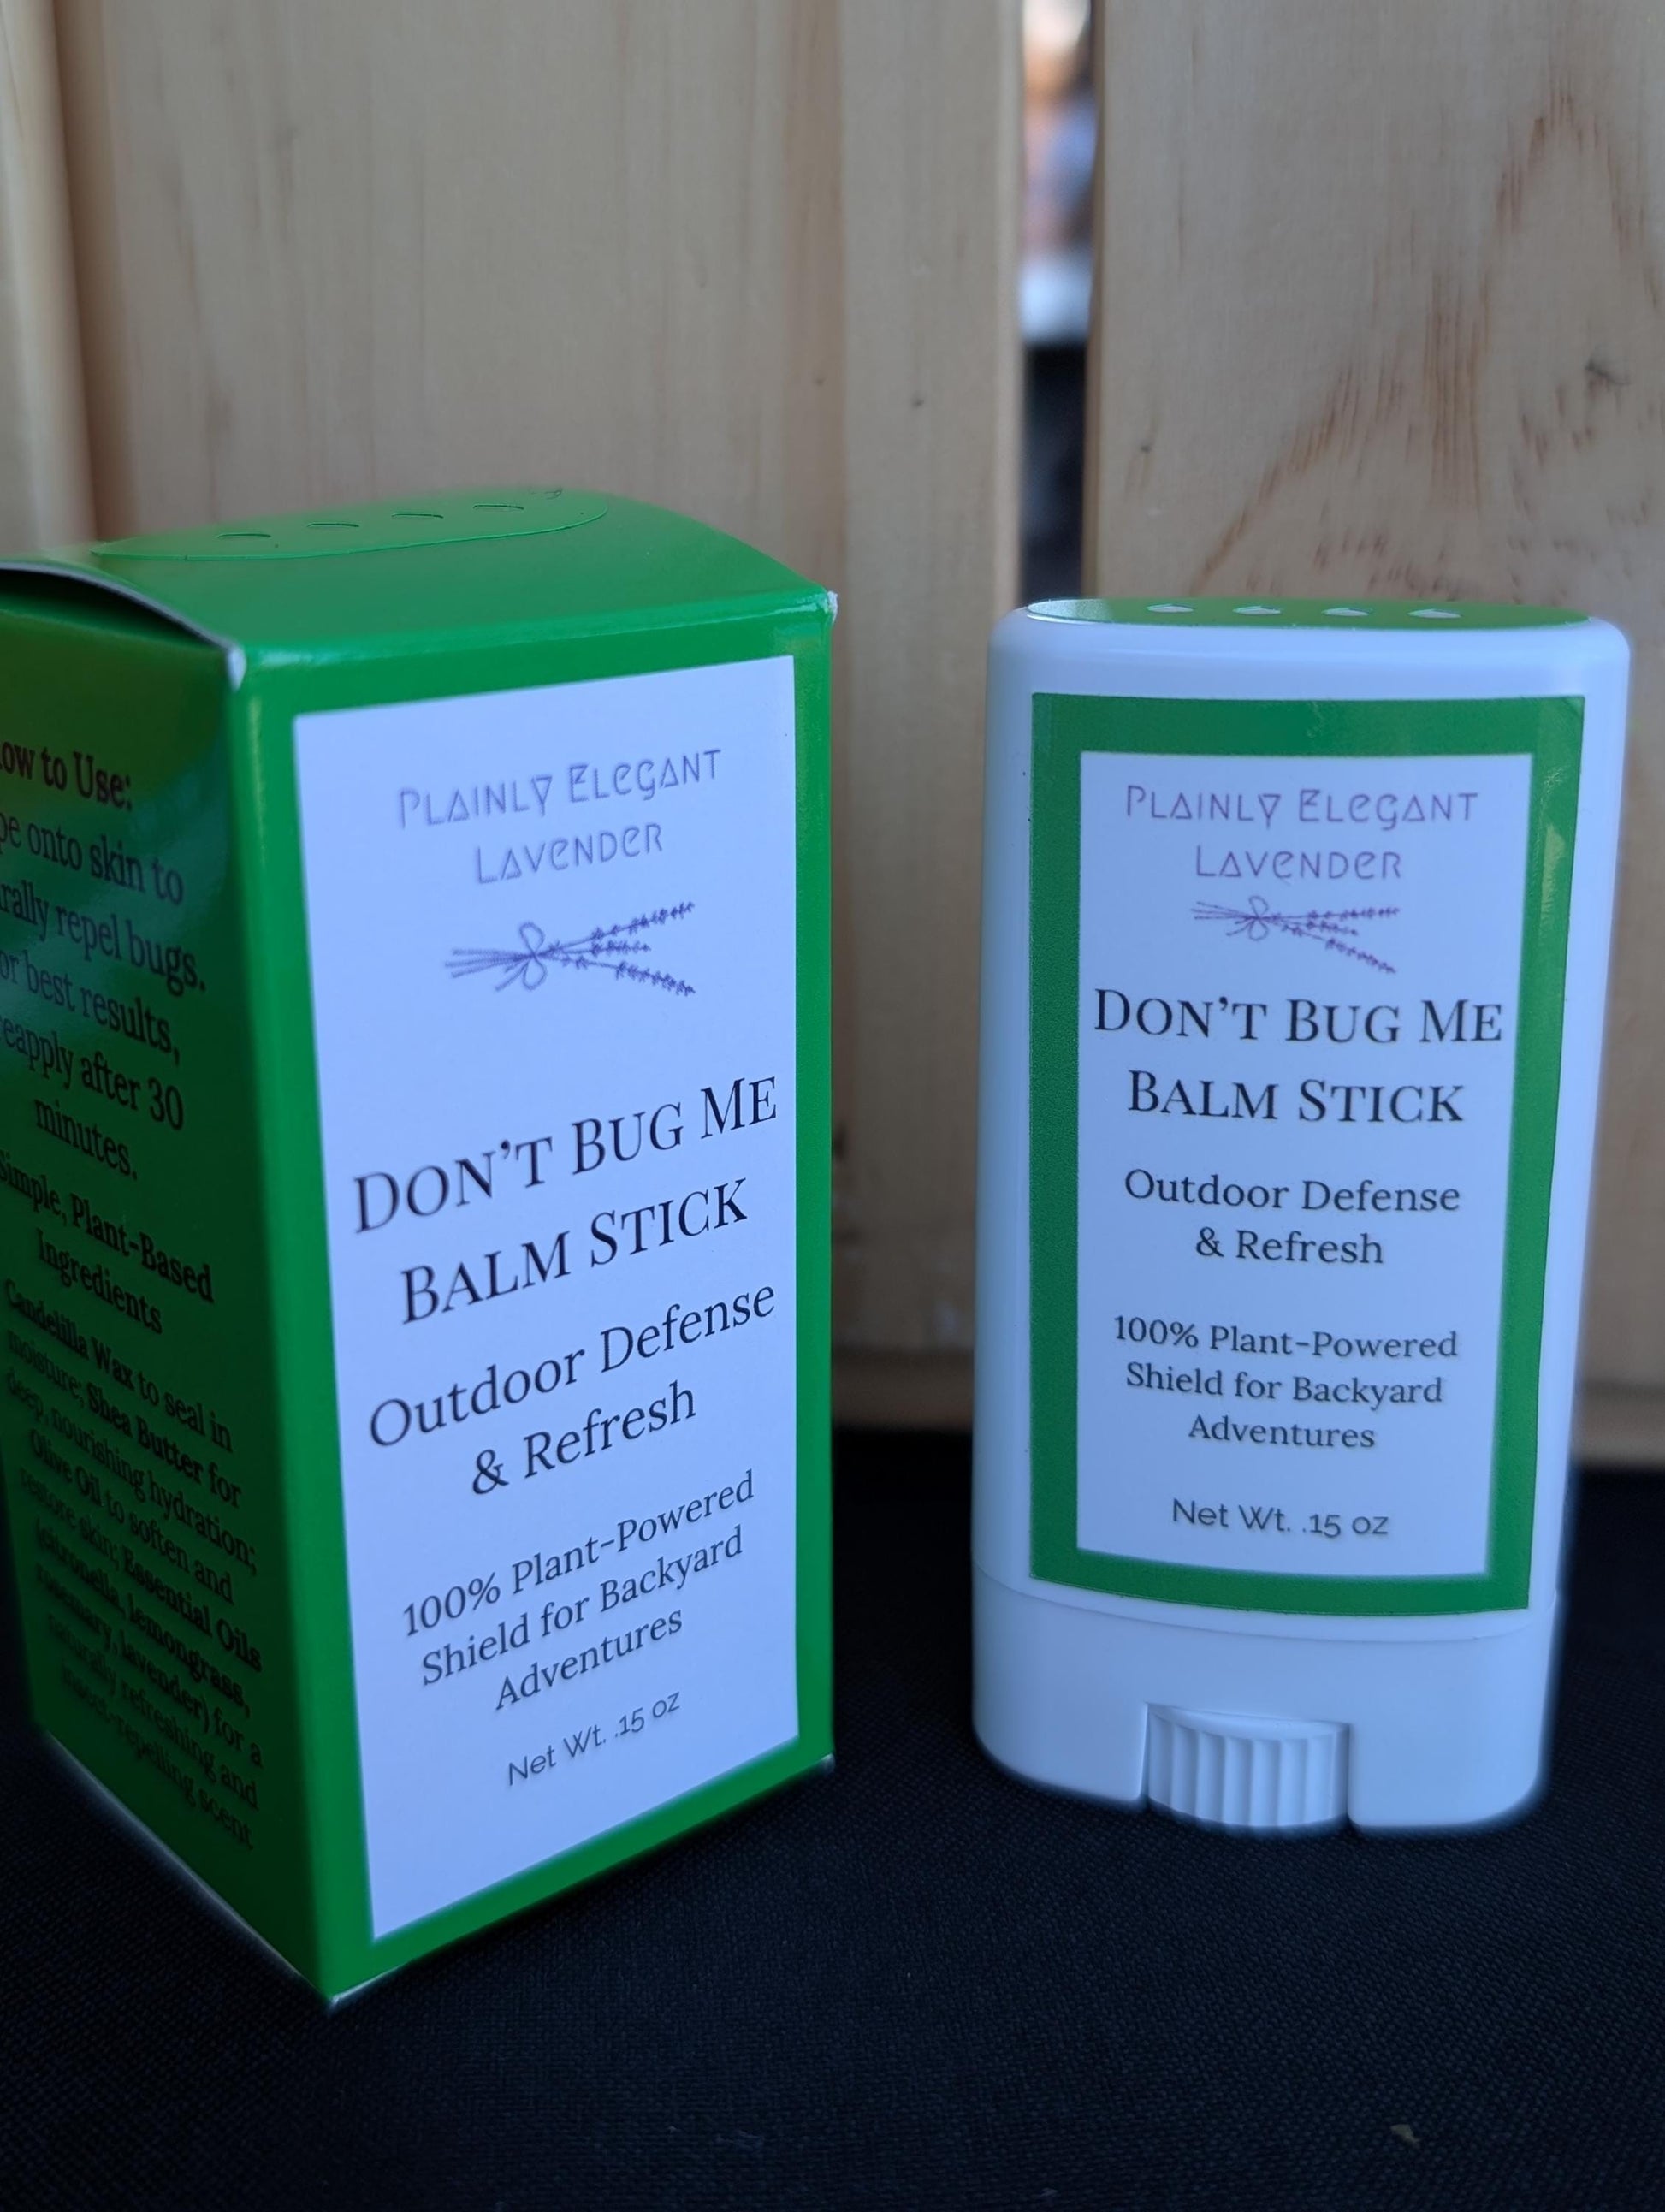 ow to Use:
pe onto skin to
rally repel bugs.
or best results,
eapply after 30
minutes.
Simple, Plant-Based
Ingredients
Candelilla Wax to seal in
moisture; Shea Butter for
deep, nourishing hydration;
Olive Oil to soften and
restore skin; Essential Oils
(citronella, lemongrass,
rosemary, lavender) for a
naturally refreshing and
insect-repelling scent
PLAINLY ELEGANT
LAVENDER
DON'T BUG ME
BALM STICK
Outdoor Defense
& Refresh
100% Plant-Powered
Shield for Backyard
Adventures
Net Wt. .15 oz
PLAINLY ELEGANT
LAVENDER
DON'T BUG ME
BALM STICK
Outdoor Defense
& Refresh
100% Plant-Powered
Shield for Backyard
Adventures
Net Wt. .15 oz